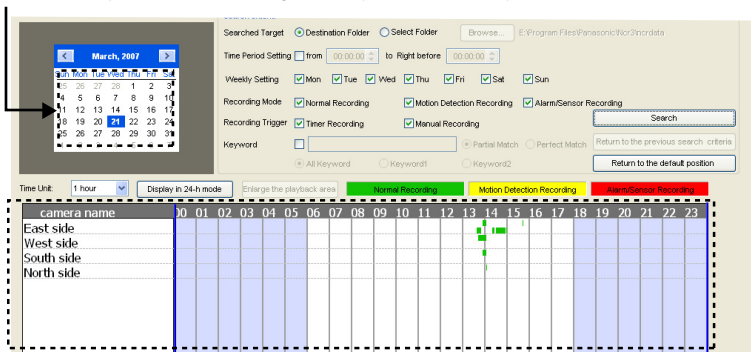 Searched Target Destination Folder Select Folder Browse... E:\Program Files\Panasonic\Ncr2\ncrdata
March, 2007
Time Period Setting from 00:00:00 to Right before 00:00:00
Sun Mon Tue Wed Thu Fri Sat
25 26 27 28 1 2 3
Weekly Setting Mon Tue Wed Thu Fri Sat Sun
4 5 6 7 8 9 10
Recording Mode Normal Recording Motion Detection Recording Alarm/Sensor Recording
11 12 13 14 15 16 17
18 19 20 21 22 23 24
Recording Trigger Timer Recording Manual Recording Search
25 26 27 28 29 30 31
Keyword Partial Match Perfect Match Return to the previous search criteria
All Keyword Keyword1 Keyword2 Return to the default position
Time Unit: 1 hour Display in 24-h mode Enlarge the playback area Normal Recording Motion Detection Recording Alarm/Sensor Recording
camera name 00 01 02 03 04 05 06 07 08 09 10 11 12 13 14 15 16 17 18 19 20 21 22 23
East side
West side
South side
North side